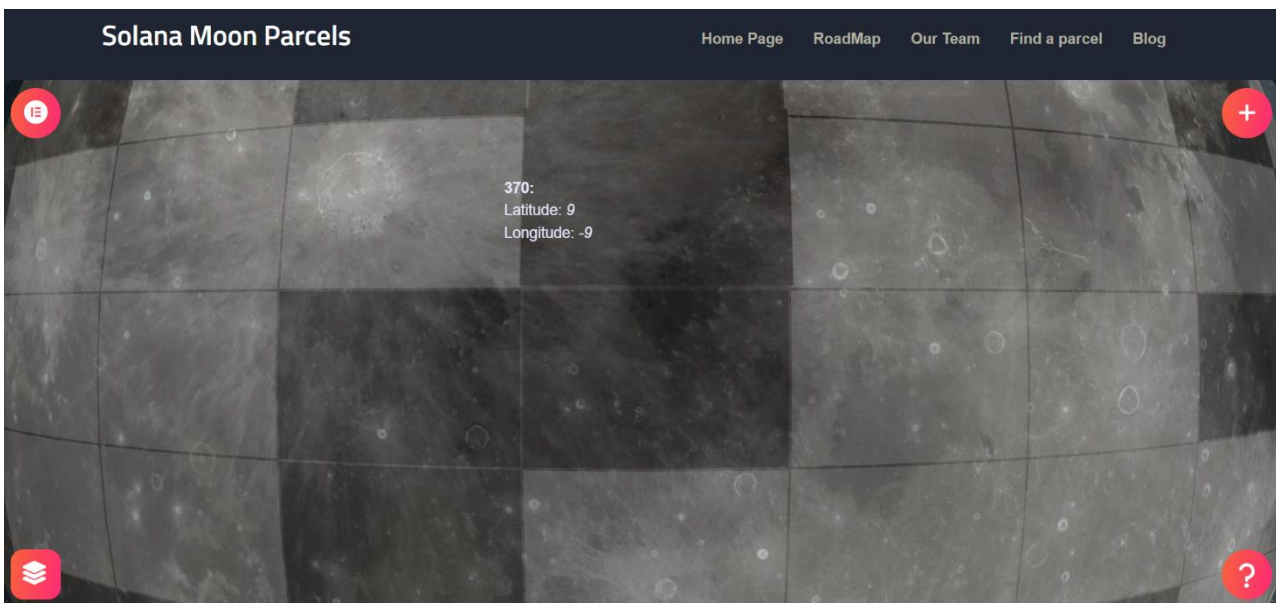 Solana Moon Parcels
Home Page RoadMap Our Team Find a parcel Blog
370:
Latitude: 9
Longitude: -9